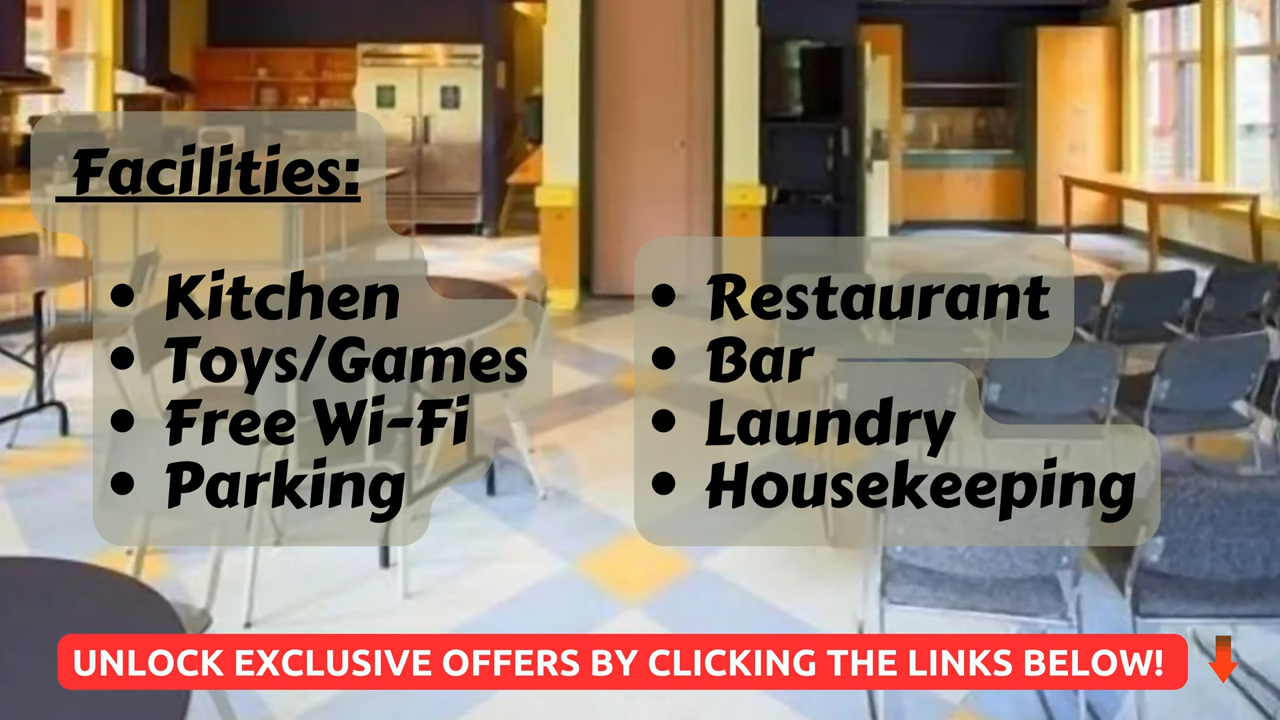 Facilities:
• Kitchen
• Toys/Games
• Free Wi-Fi
• Parking
• Restaurant
• Bar
• Laundry
• Housekeeping
UNLOCK EXCLUSIVE OFFERS BY CLICKING THE LINKS BELOW!